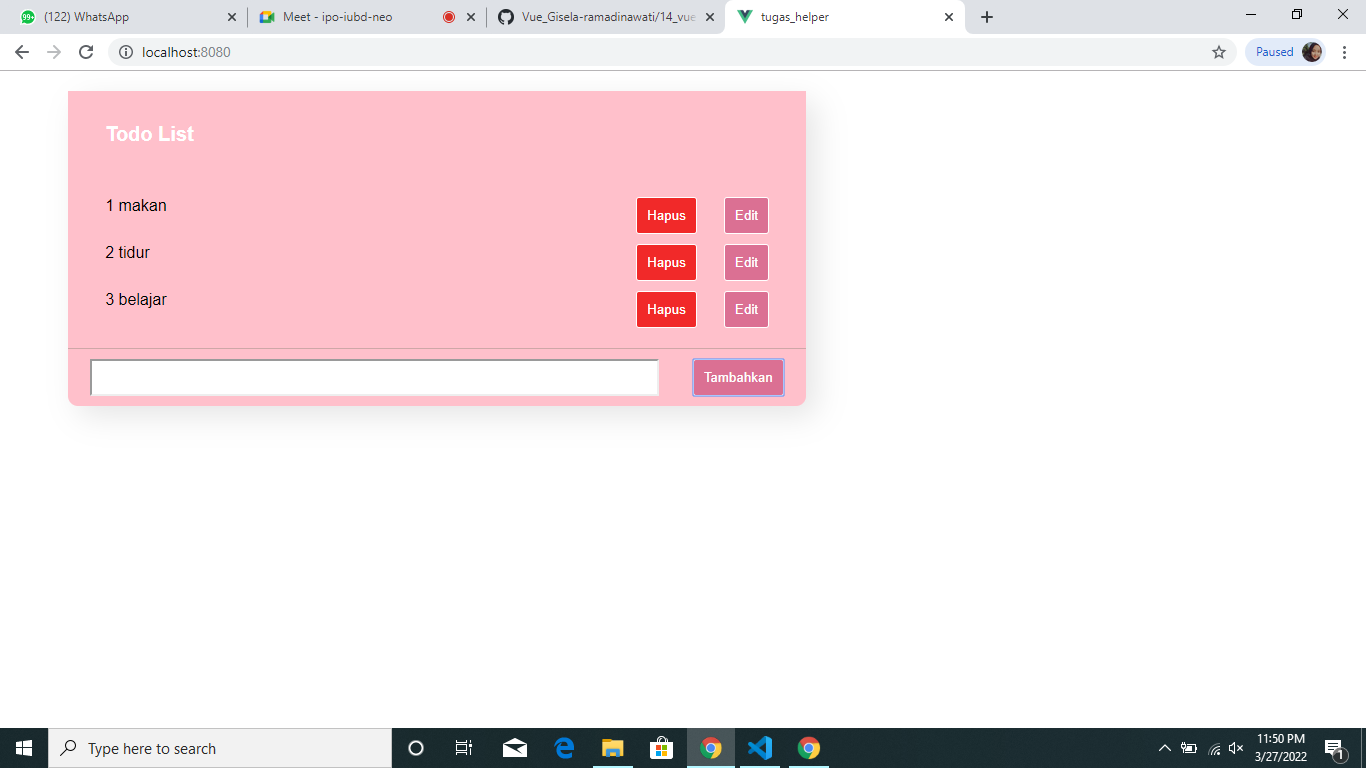 99+ (122) WhatsApp
Meet - ipo-iubd-neo
Vue_Gisela-ramadinawati/14_vue
tugas_helper
localhost:8080
Paused
Todo List
1 makan Hapus Edit
2 tidur Hapus Edit
3 belajar Hapus Edit
Tambahkan
Type here to search
11:50 PM
3/27/2022
1